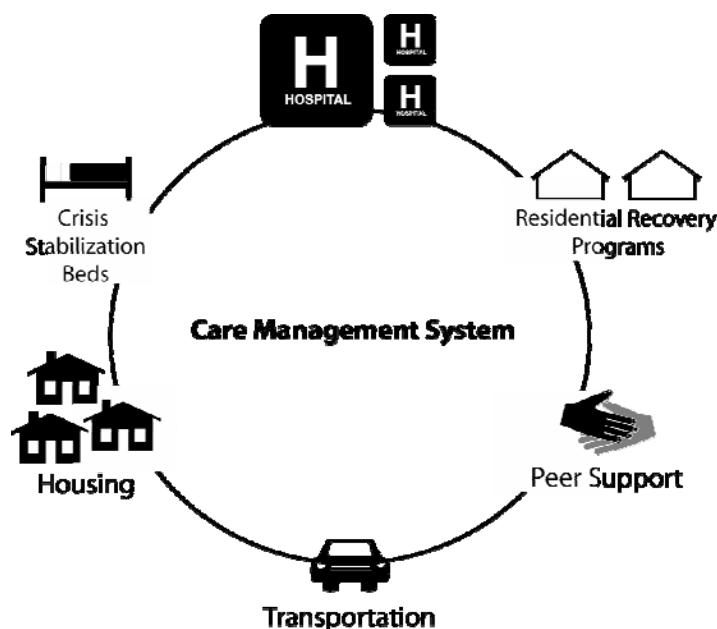 H
HOSPITAL
H
HOSPITAL
H
HOSPITAL
Crisis
Stabilization
Beds
Residential Recovery
Programs
Care Management System
Housing
Peer Support
Transportation